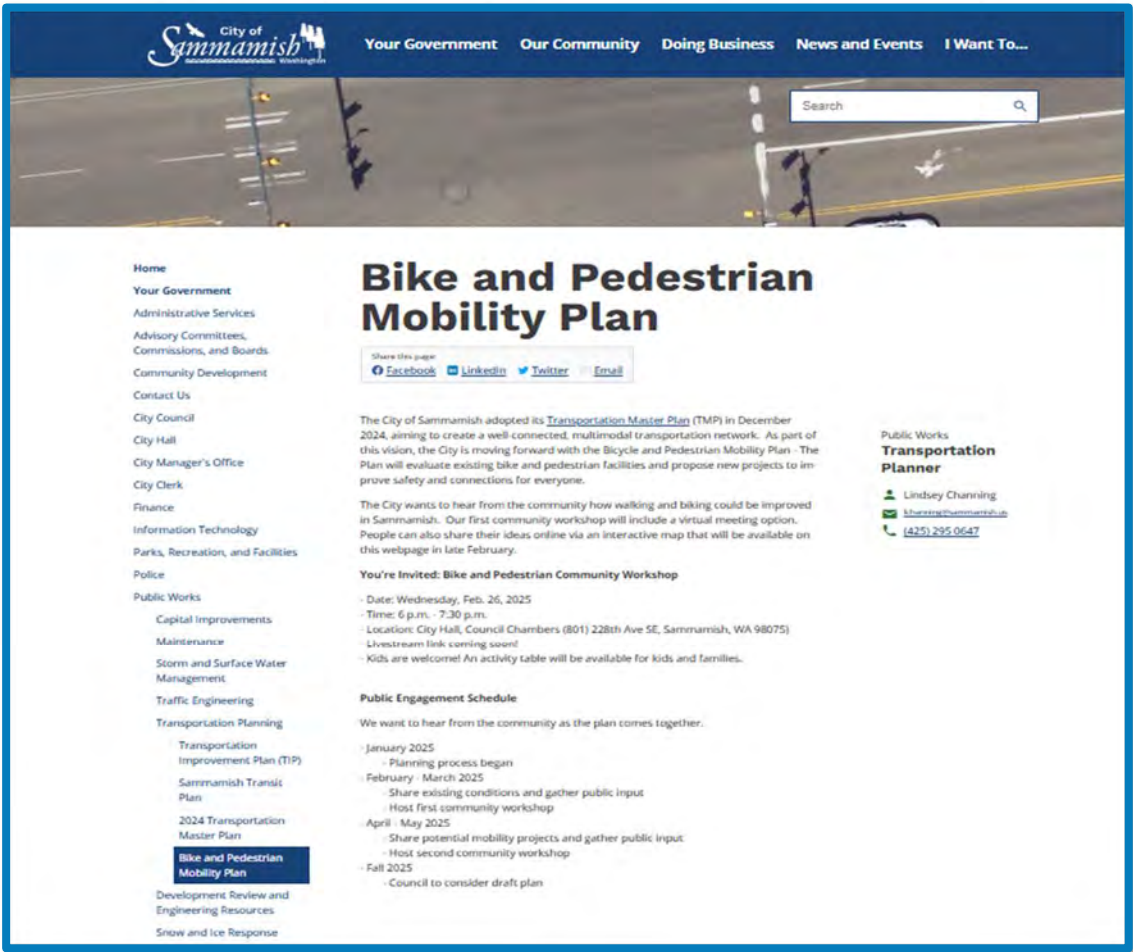 City of
Sammamish
Washington
Your Government Our Community Doing Business News and Events I Want To...
Search
Home
Your Government
Administrative Services
Advisory Committees,
Commissions, and Boards
Community Development
Contact Us
City Council
City Hall
City Manager's Office
City Clerk
Finance
Information Technology
Parks, Recreation, and Facilities
Police
Public Works
Capital Improvements
Maintenance
Storm and Surface Water
Management
Traffic Engineering
Transportation Planning
Transportation
Improvement Plan (TIP)
Sammamish Transit
Plan
2024 Transportation
Master Plan
Bike and Pedestrian
Mobility Plan
Development Review and
Engineering Resources
Snow and Ice Response
Bike and Pedestrian
Mobility Plan
Share this page:
Facebook LinkedIn Twitter Email
The City of Sammamish adopted its Transportation Master Plan (TMP) in December
2024, aiming to create a well-connected, multimodal transportation network. As part of
this vision, the City is moving forward with the Bicycle and Pedestrian Mobility Plan - The
Plan will evaluate existing bike and pedestrian facilities and propose new projects to im-
prove safety and connections for everyone.
The City wants to hear from the community how walking and biking could be improved
in Sammamish. Our first community workshop will include a virtual meeting option.
People can also share their ideas online via an interactive map that will be available on
this webpage in late February.
You're Invited: Bike and Pedestrian Community Workshop
- Date: Wednesday, Feb. 26, 2025
- Time: 6 p.m. - 7:30 p.m.
- Location: City Hall, Council Chambers (801) 228th Ave SE, Sammamish, WA 98075)
- Livestream link coming soon!
- Kids are welcome! An activity table will be available for kids and families.
Public Engagement Schedule
We want to hear from the community as the plan comes together.
- January 2025
- Planning process began
- February - March 2025
- Share existing conditions and gather public input
- Host first community workshop
- April - May 2025
- Share potential mobility projects and gather public input
- Host second community workshop
- Fall 2025
- Council to consider draft plan
Public Works
Transportation
Planner
Lindsey Channing
(425) 295 0647